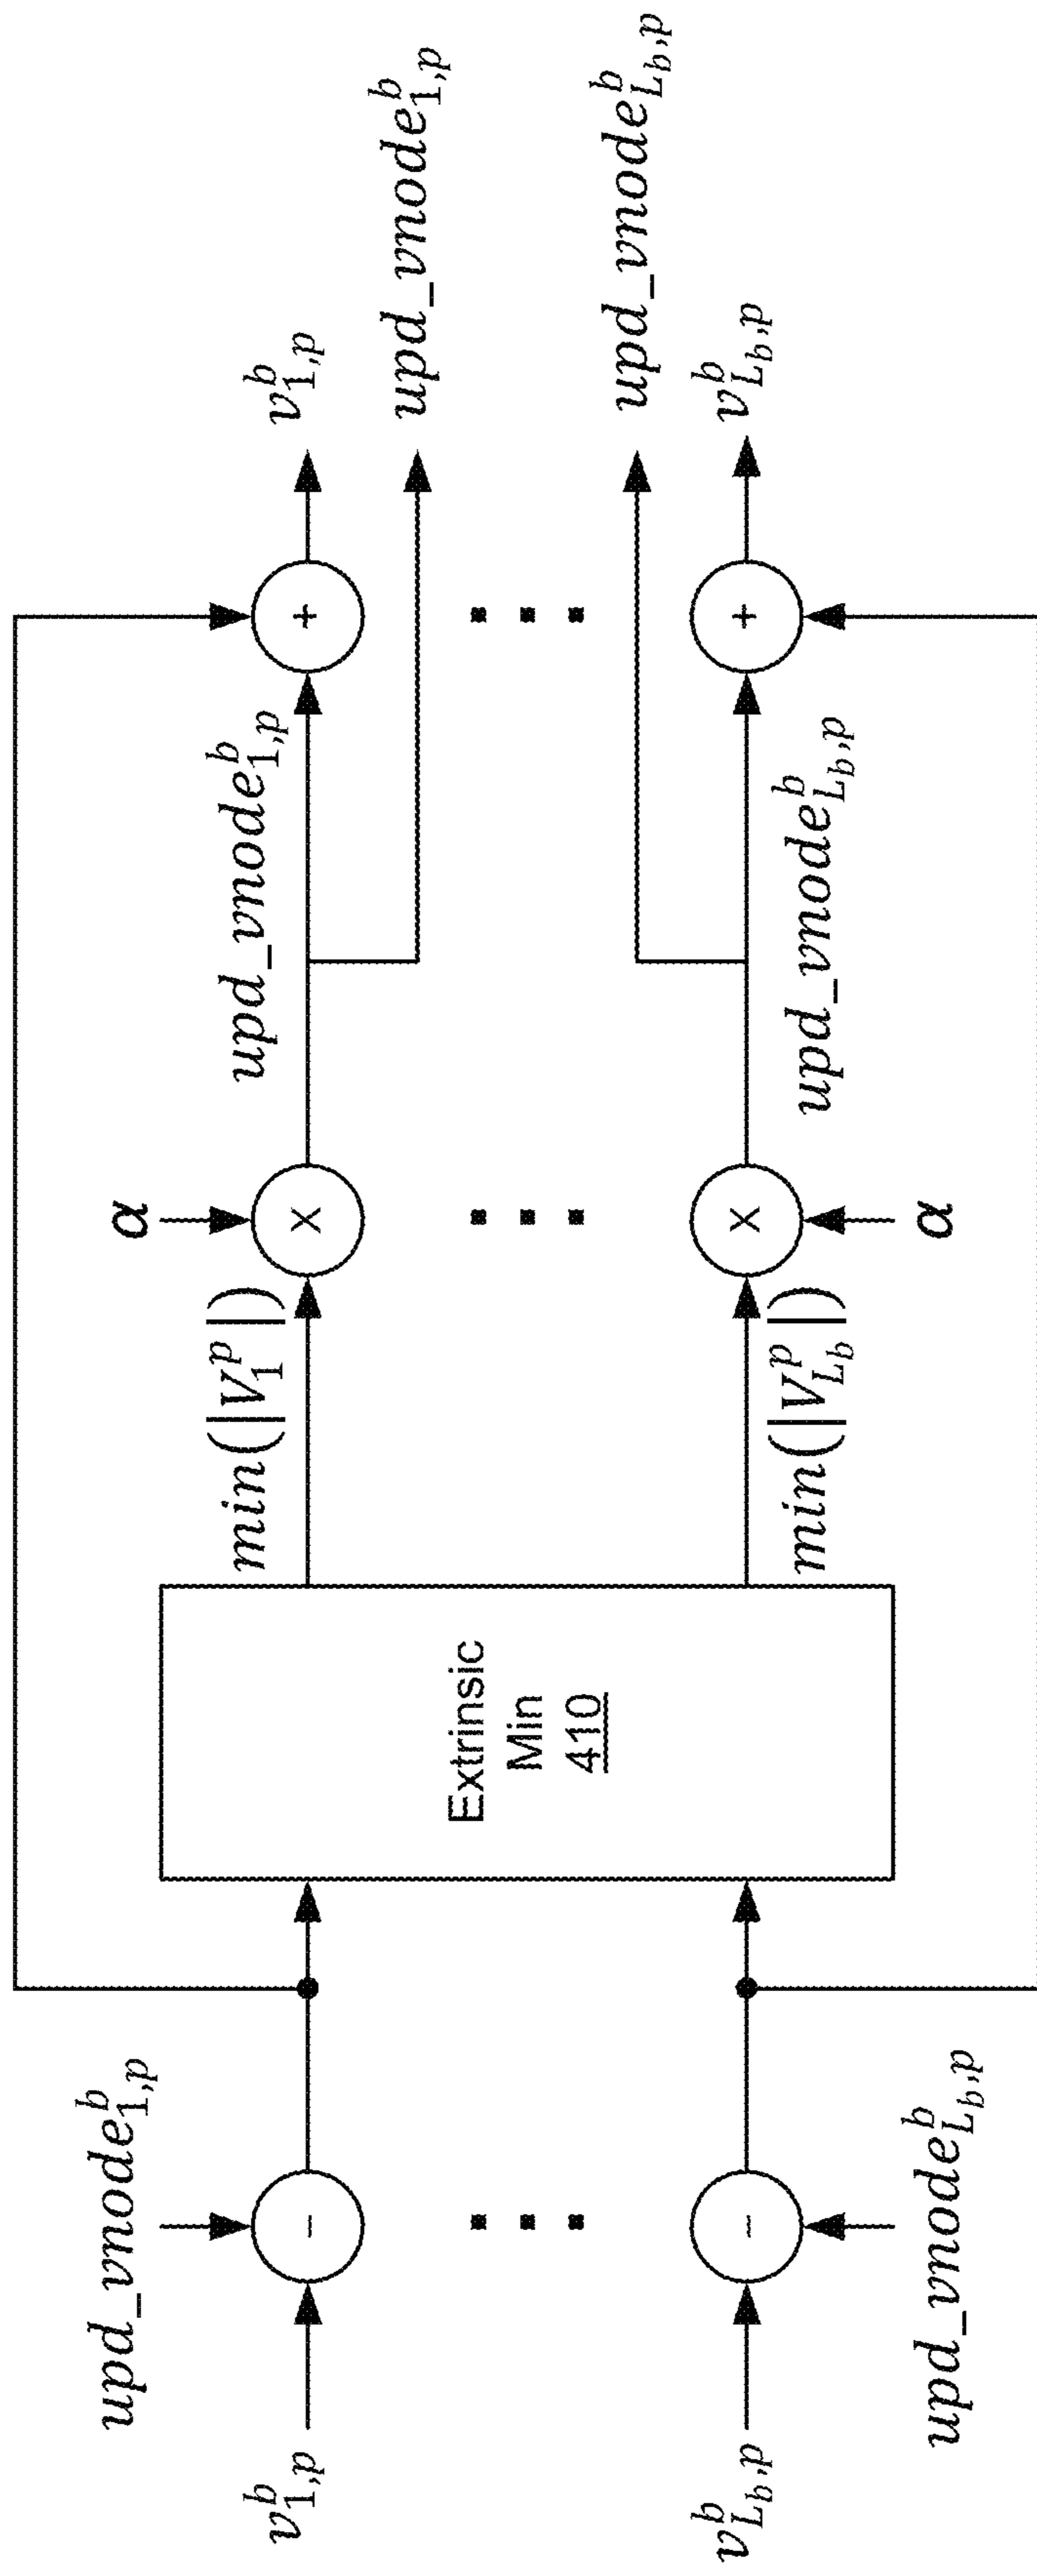 upd_vnode^b_{1,p}
v^b_{1,p}
−
v^b_{L_b,p}
−
upd_vnode^b_{L_b,p}
Extrinsic
Min
410
min(|V^p_1|)
α
X
min(|V^p_{L_b}|)
X
α
upd_vnode^b_{1,p}
upd_vnode^b_{L_b,p}
+
+
v^b_{1,p}
upd_vnode^b_{1,p}
upd_vnode^b_{L_b,p}
v^b_{L_b,p}